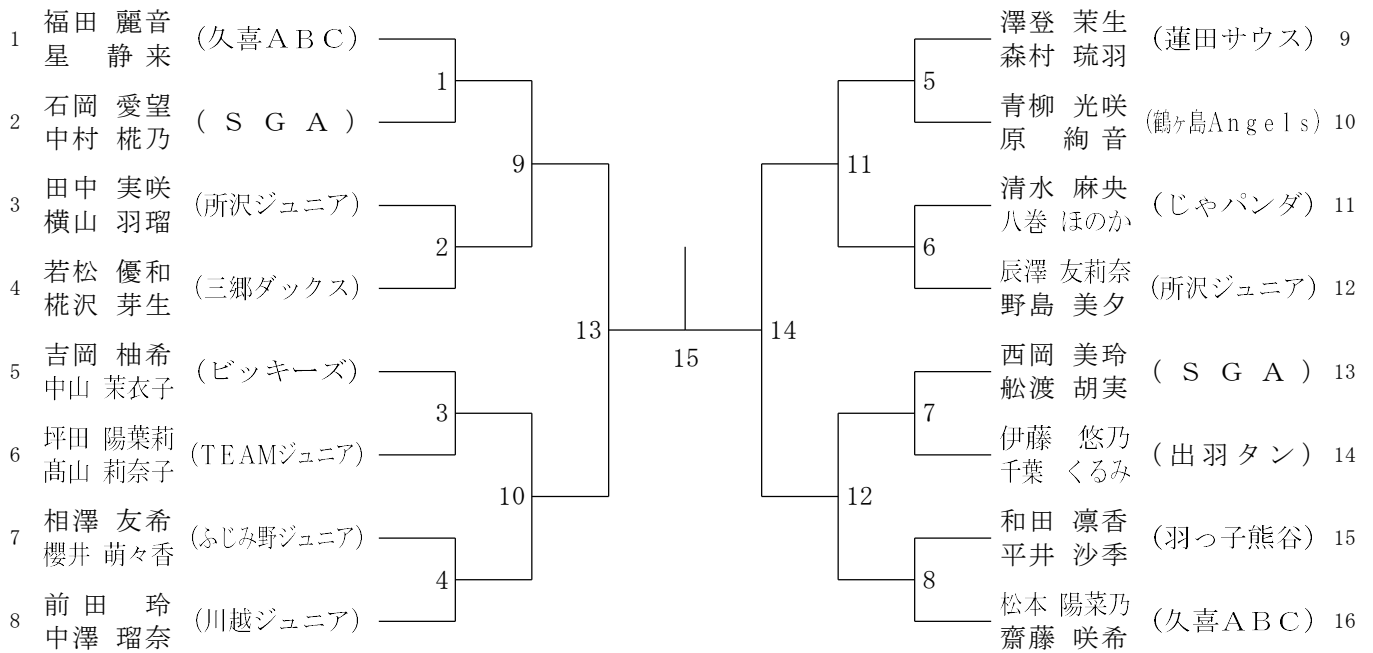 1 福田 麗音 (久喜ABC)
星 静来
2 石岡 愛望 (SGA)
中村 椛乃
3 田中 実咲 (所沢ジュニア)
横山 羽瑠
4 若松 優和 (三郷ダックス)
椛沢 芽生
5 吉岡 柚希 (ビッキーズ)
中山 茉衣子
6 坪田 陽葉莉 (TEAMジュニア)
髙山 莉奈子
7 相澤 友希 (ふじみ野ジュニア)
櫻井 萌々香
8 前田 玲 (川越ジュニア)
中澤 瑠奈
1
2
3
4
9
10
13
15
14
11
12
5
6
7
8
澤登 茉生 (蓮田サウス) 9
森村 琉羽
青柳 光咲 (鶴ヶ島Angels) 10
原 絢音
清水 麻央 (じゃパンダ) 11
八巻 ほのか
辰澤 友莉奈 (所沢ジュニア) 12
野島 美夕
西岡 美玲 (SGA) 13
舩渡 胡実
伊藤 悠乃 (出羽タン) 14
千葉 くるみ
和田 凛香 (羽っ子熊谷) 15
平井 沙季
松本 陽菜乃 (久喜ABC) 16
齋藤 咲希